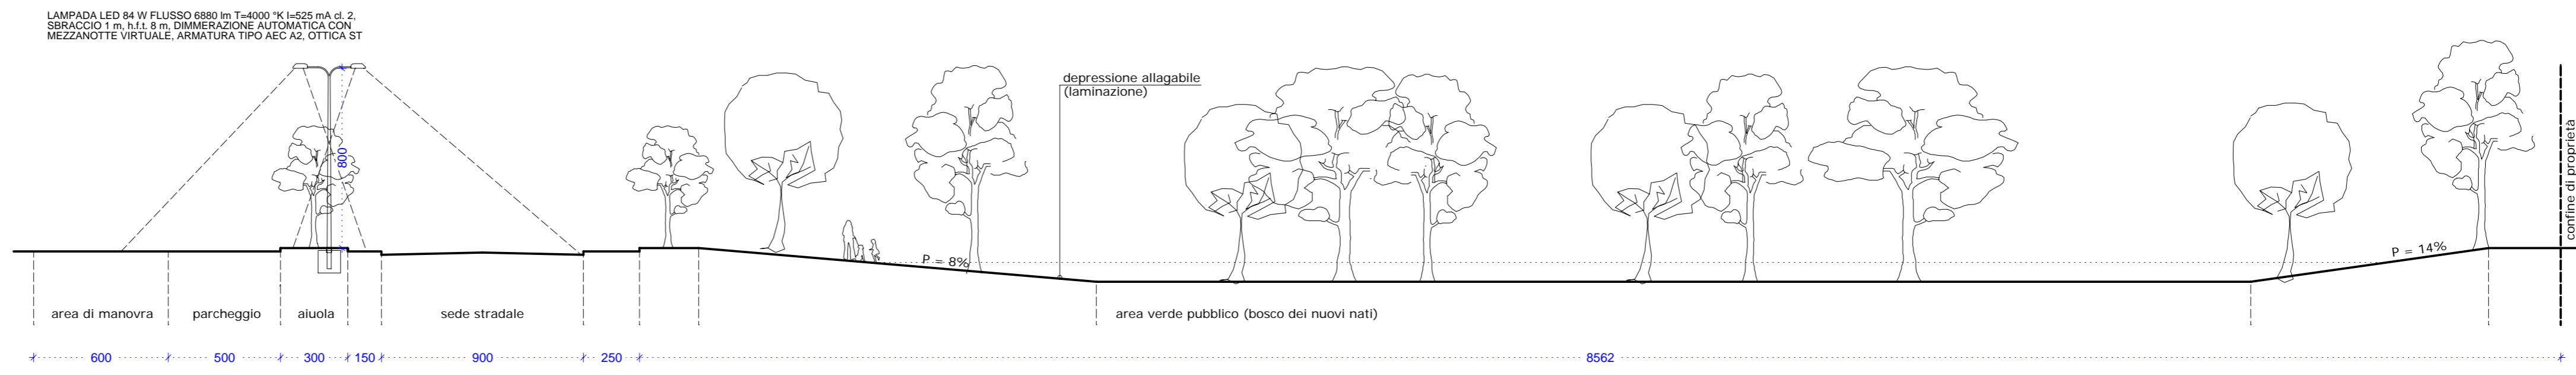 LAMPADA LED 84 W FLUSSO 6880 lm T=4000 °K I=525 mA cl. 2,
SBRACCIO 1 m, h.f.t. 8 m, DIMMERAZIONE AUTOMATICA CON
MEZZANOTTE VIRTUALE, ARMATURA TIPO AEC A2, OTTICA ST
800
depressione allagabile
(laminazione)
P = 8%
P = 14%
confine di proprietà
area di manovra
parcheggio
aiuola
sede stradale
area verde pubblico (bosco dei nuovi nati)
600
500
300
150
900
250
8562